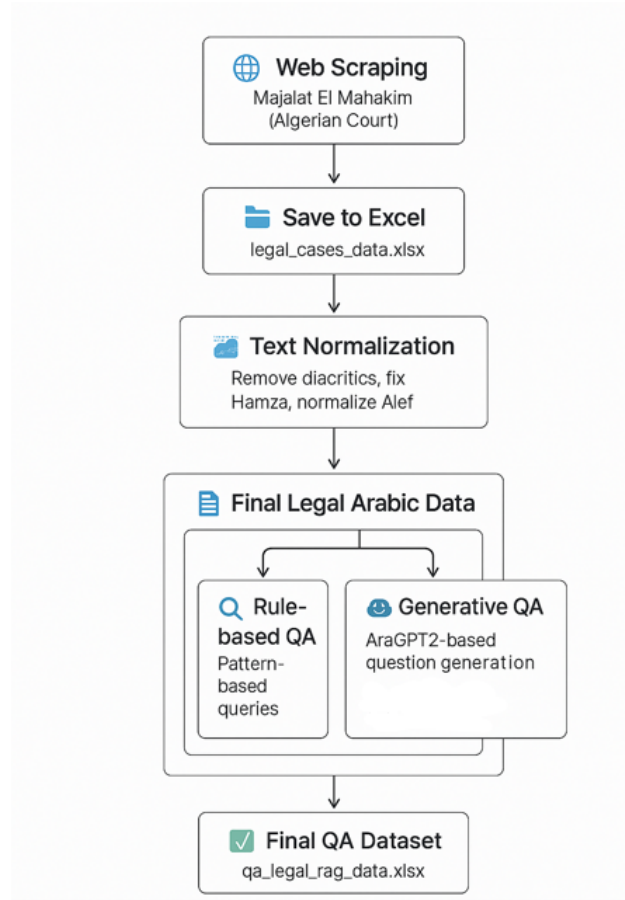 Web Scraping
Majalat El Mahakim
(Algerian Court)
Save to Excel
legal_cases_data.xlsx
Text Normalization
Remove diacritics, fix
Hamza, normalize Alef
Final Legal Arabic Data
Rule-
based QA
Pattern-
based
queries
Generative QA
AraGPT2-based
question generation
Final QA Dataset
qa_legal_rag_data.xlsx